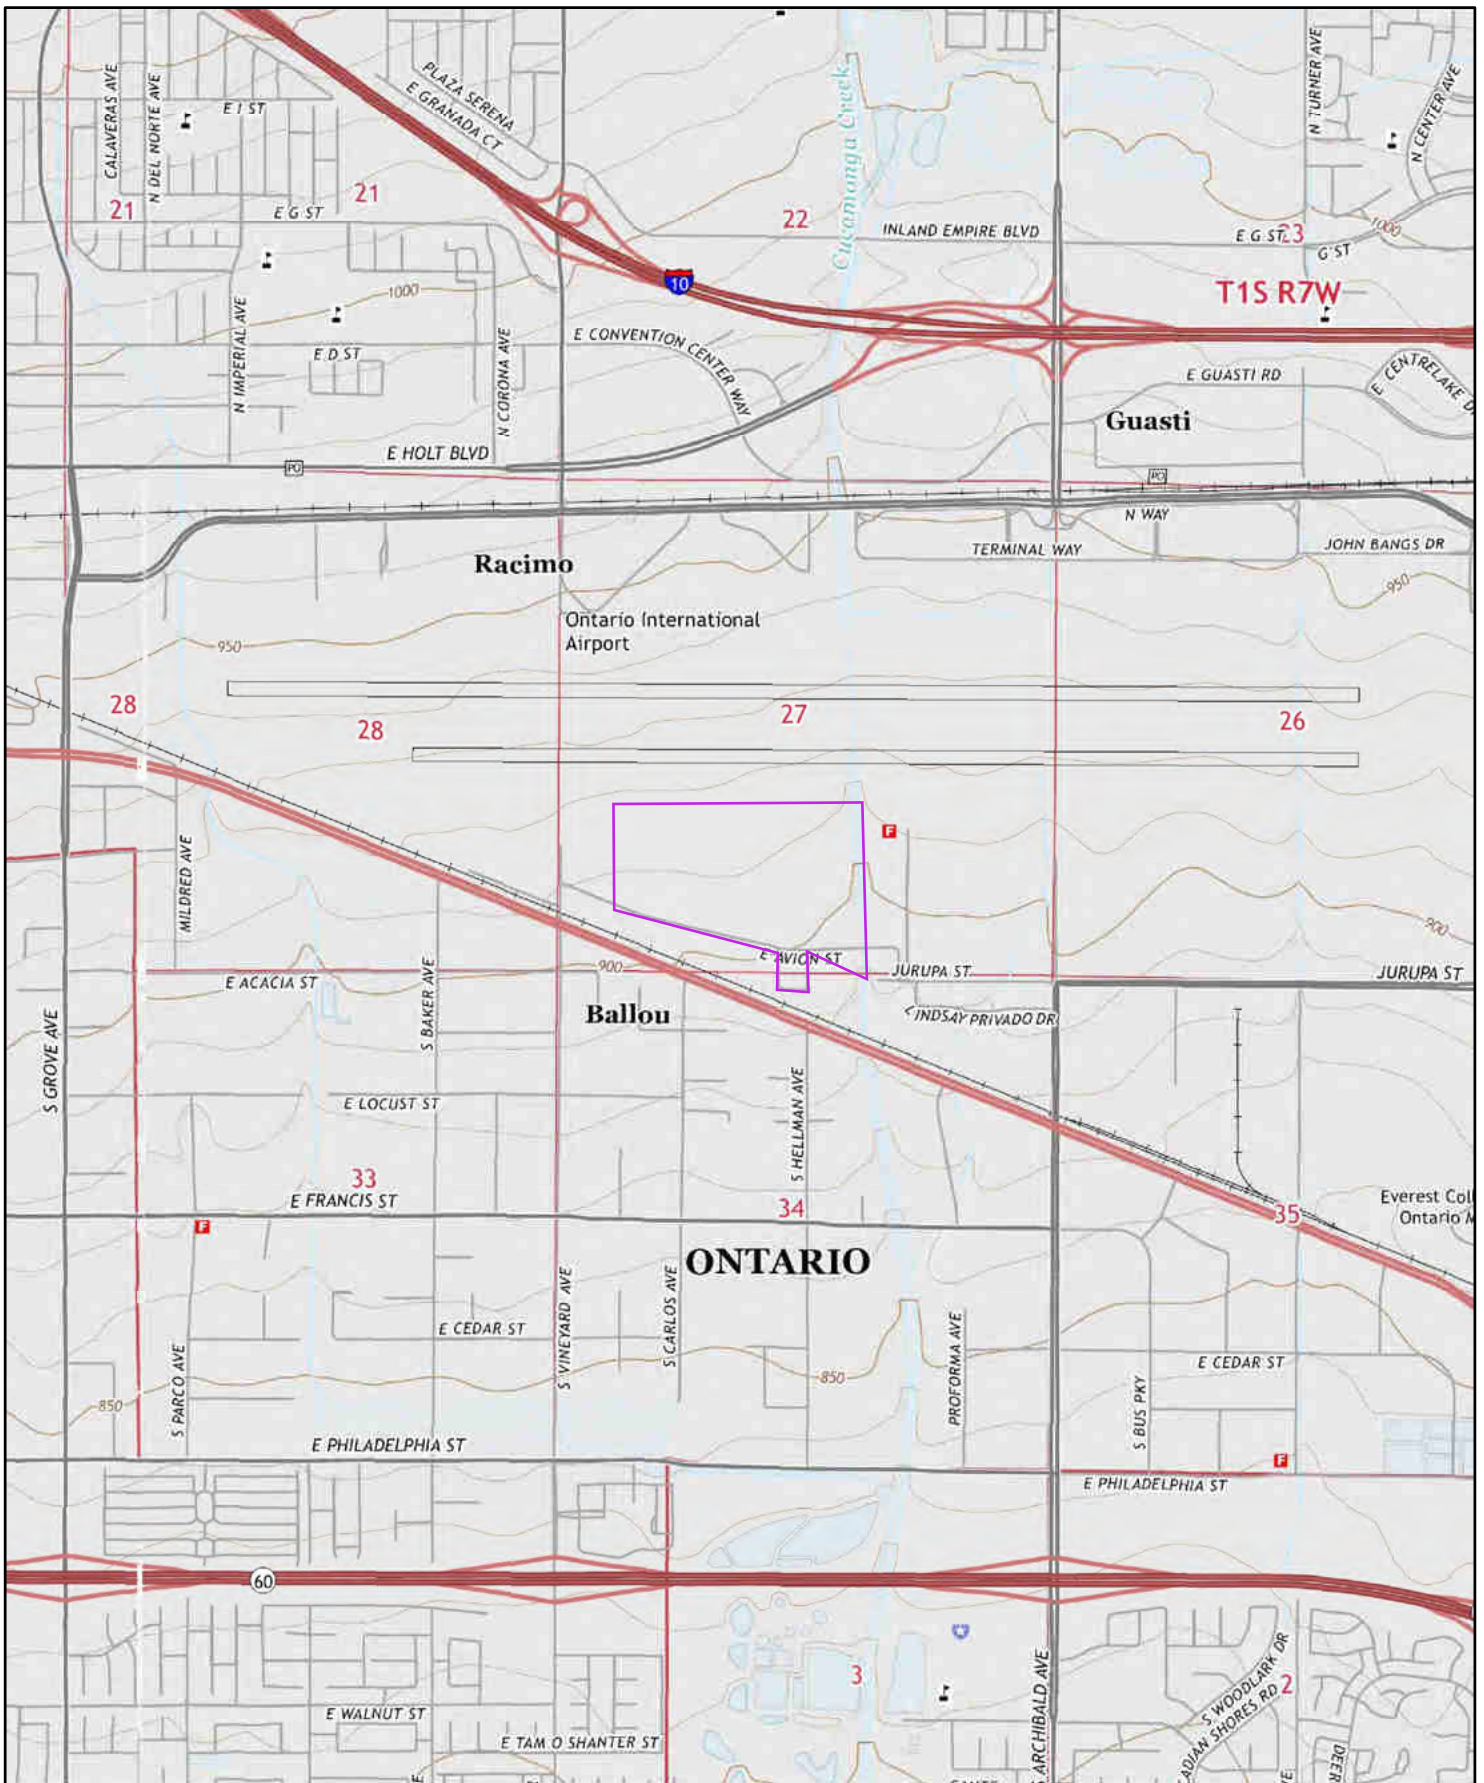 CALAVERAS AVE
N DEL NORTE AVE
E I ST
PLAZA SERENA
E GRANADA CT
Cucamonga Creek
N TURNER AVE
N CENTER AVE
21
21
E G ST
22
INLAND EMPIRE BLVD
E G ST
23
G ST
1000
10
T1S R7W
1000
N IMPERIAL AVE
E D ST
N CORONA AVE
E CONVENTION CENTER WAY
E GUASTI RD
Guasti
E HOLT BLVD
PO
PO
N WAY
TERMINAL WAY
JOHN BANGS DR
Racimo
950
Ontario International
Airport
950
28
28
27
26
F
MILDRED AVE
900
E AVION ST
JURUPA ST
JURUPA ST
900
E ACACIA ST
S BAKER AVE
Ballou
INDSAY PRIVADO DR
S GROVE AVE
E LOCUST ST
S HELLMAN AVE
33
E FRANCIS ST
34
35
Everest Col
Ontario
F
ONTARIO
S VINEYARD AVE
S CARLOS AVE
E CEDAR ST
PROFORMA AVE
E CEDAR ST
850
850
S PARCO AVE
S BUS PKY
E PHILADELPHIA ST
F
E PHILADELPHIA ST
60
3
2
S ARCHIBALD AVE
S WOODLARK DR
ADIAN SHORES RD
E WALNUT ST
E TAM O SHANTER ST
DEER